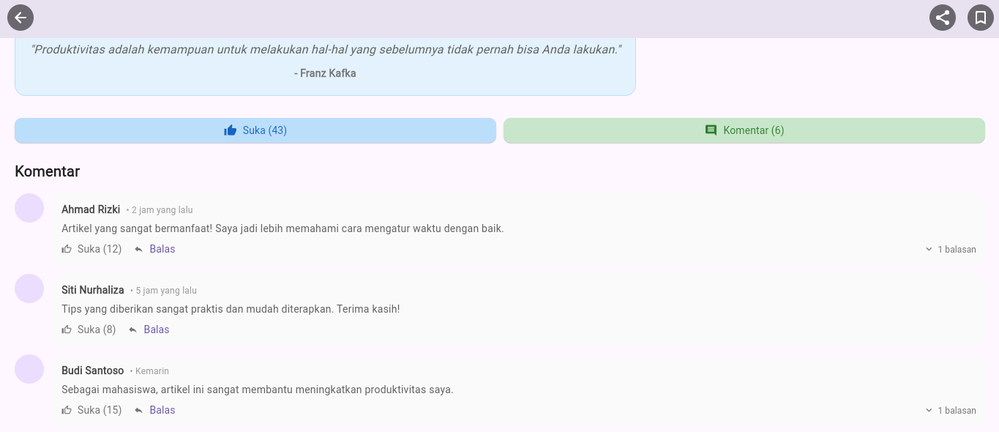 "Produktivitas adalah kemampuan untuk melakukan hal-hal yang sebelumnya tidak pernah bisa Anda lakukan."
- Franz Kafka
Suka (43)
Komentar (6)
Komentar
Ahmad Rizki • 2 jam yang lalu
Artikel yang sangat bermanfaat! Saya jadi lebih memahami cara mengatur waktu dengan baik.
Suka (12) Balas 1 balasan
Siti Nurhaliza • 5 jam yang lalu
Tips yang diberikan sangat praktis dan mudah diterapkan. Terima kasih!
Suka (8) Balas
Budi Santoso • Kemarin
Sebagai mahasiswa, artikel ini sangat membantu meningkatkan produktivitas saya.
Suka (15) Balas 1 balasan